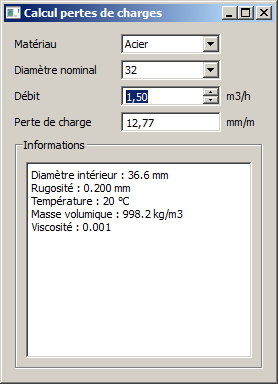 Calcul pertes de charges
Matériau Acier
Diamètre nominal 32
Débit 1,50 m3/h
Perte de charge 12,77 mm/m
Informations
Diamètre intérieur : 36.6 mm
Rugosité : 0.200 mm
Température : 20 °C
Masse volumique : 998.2 kg/m3
Viscosité : 0.001